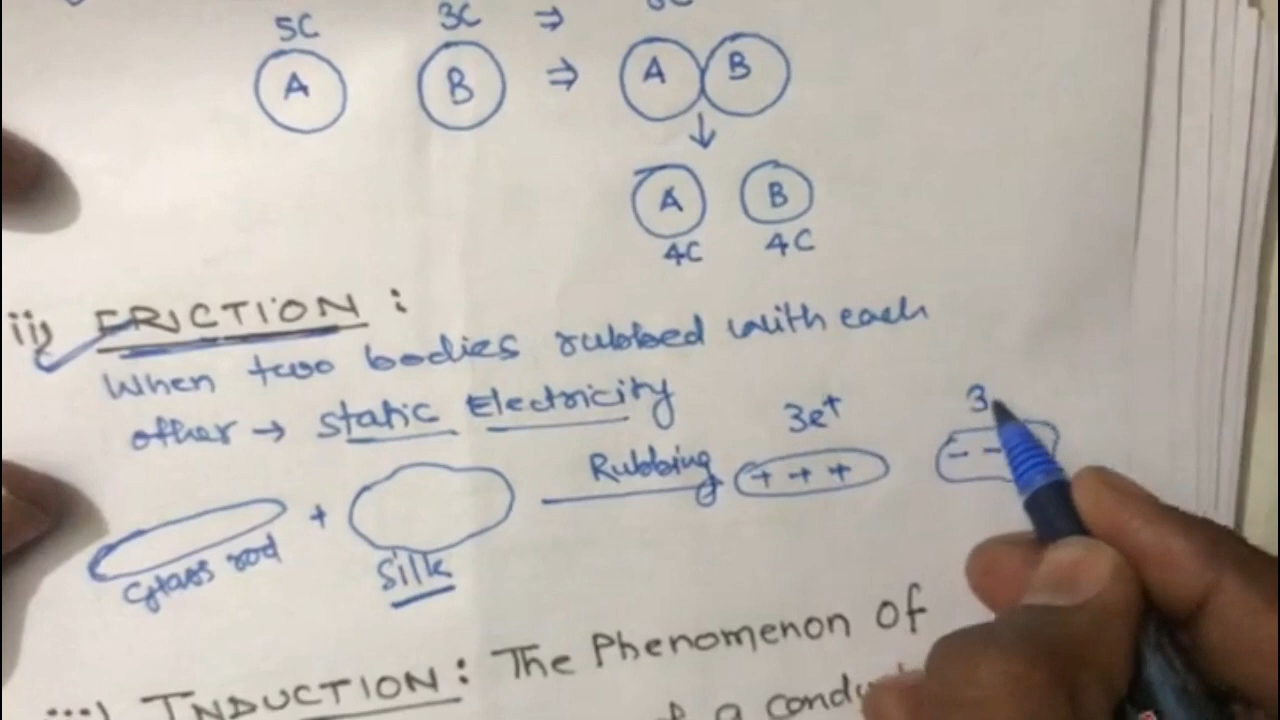 5C 3C ⇒
A B ⇒ A B
↓
A B
4C 4C
ii) FRICTION :
When two bodies rubbed with each
other → static Electricity
3e+ 3
Rubbing + + + - -
+
Glass rod
Silk
INDUCTION : The Phenomenon of
a